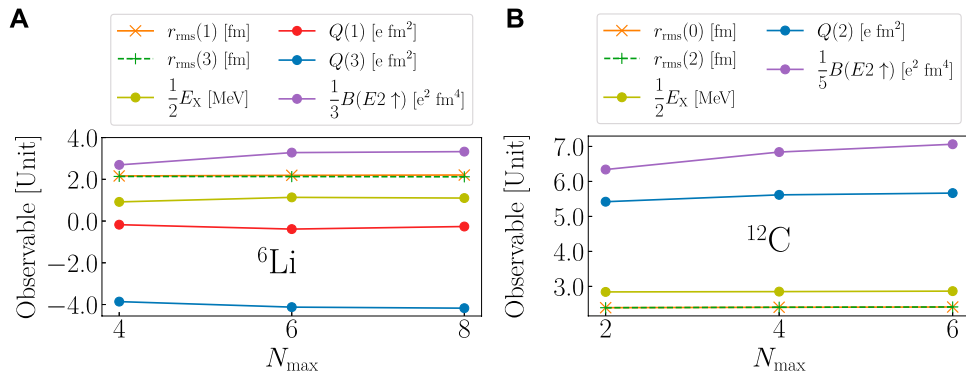 A
r_rms(1) [fm]
r_rms(3) [fm]
1/2 E_X [MeV]
Q(1) [e fm²]
Q(3) [e fm²]
1/3 B(E2 ↑) [e² fm⁴]
Observable [Unit]
4.0
2.0
0.0
−2.0
−4.0
⁶Li
4
6
8
N_max
B
r_rms(0) [fm]
r_rms(2) [fm]
1/2 E_X [MeV]
Q(2) [e fm²]
1/5 B(E2 ↑) [e² fm⁴]
Observable [Unit]
7.0
6.0
5.0
4.0
3.0
¹²C
2
4
6
N_max